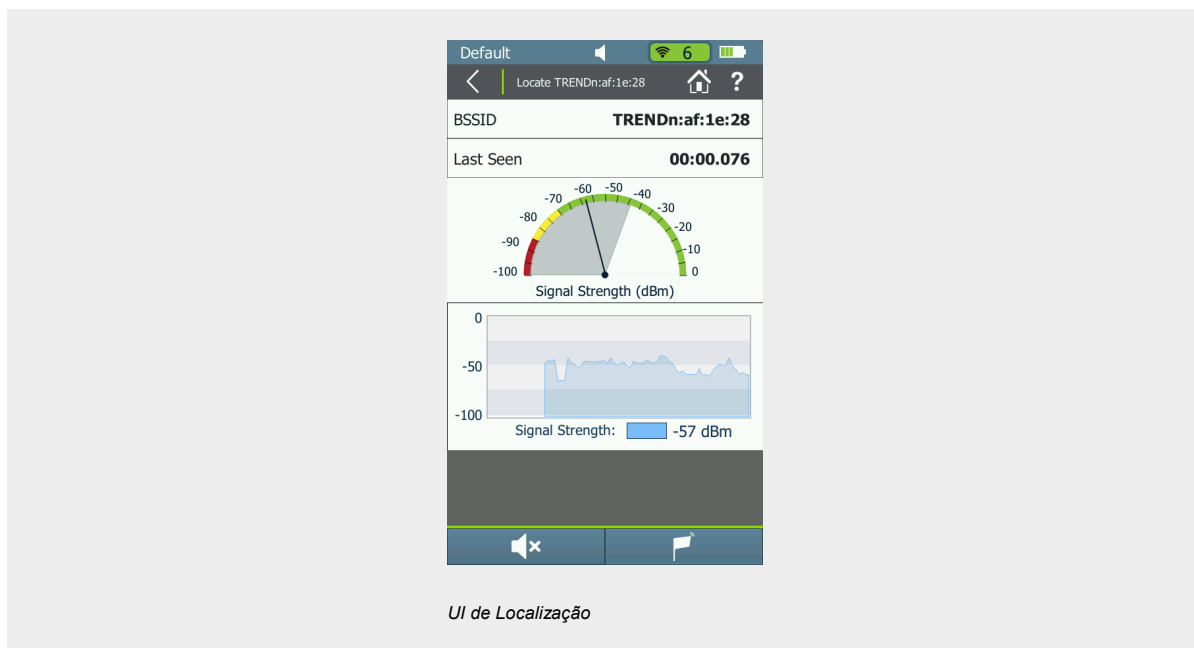 Default 6
Locate TRENDn:af:1e:28 ?
BSSID TRENDn:af:1e:28
Last Seen 00:00.076
-100 -90 -80 -70 -60 -50 -40 -30 -20 -10 0
Signal Strength (dBm)
0
-50
-100
Signal Strength: -57 dBm
UI de Localização